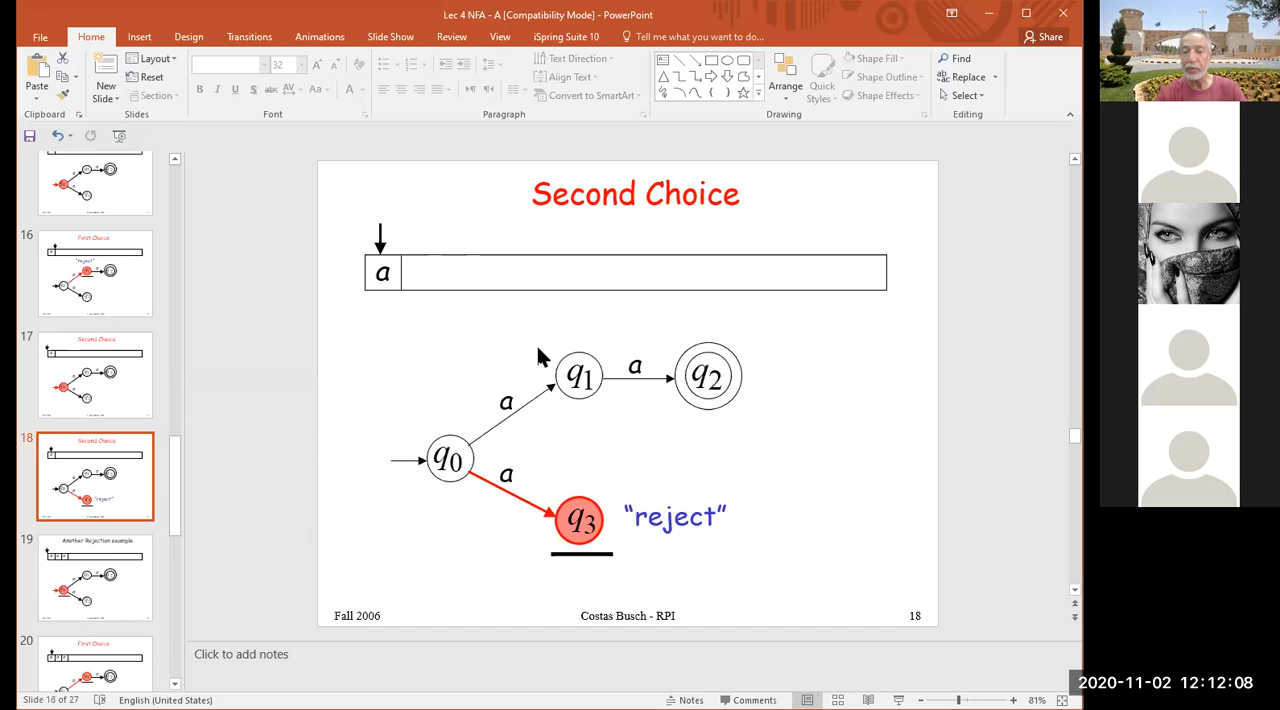 Lec 4 NFA - A [Compatibility Mode] - PowerPoint
File Home Insert Design Transitions Animations Slide Show Review View iSpring Suite 10 Tell me what you want to do... Share
Paste
New
Slide
Layout
Reset
Section
32
B I U S abc AV Aa A
Text Direction
Align Text
Convert to SmartArt
Arrange
Quick
Styles
Shape Fill
Shape Outline
Shape Effects
Find
Replace
Select
Clipboard Slides Font Paragraph Drawing Editing
16
First Choice
"reject"
17
Second Choice
18
Second Choice
"reject"
19
Another Rejection example
20
First Choice
Second Choice
a
q1 a q2
a
q0
a
q3 "reject"
Fall 2006 Costas Busch - RPI 18
Click to add notes
Slide 18 of 27 English (United States) Notes Comments 81%
2020-11-02 12:12:08